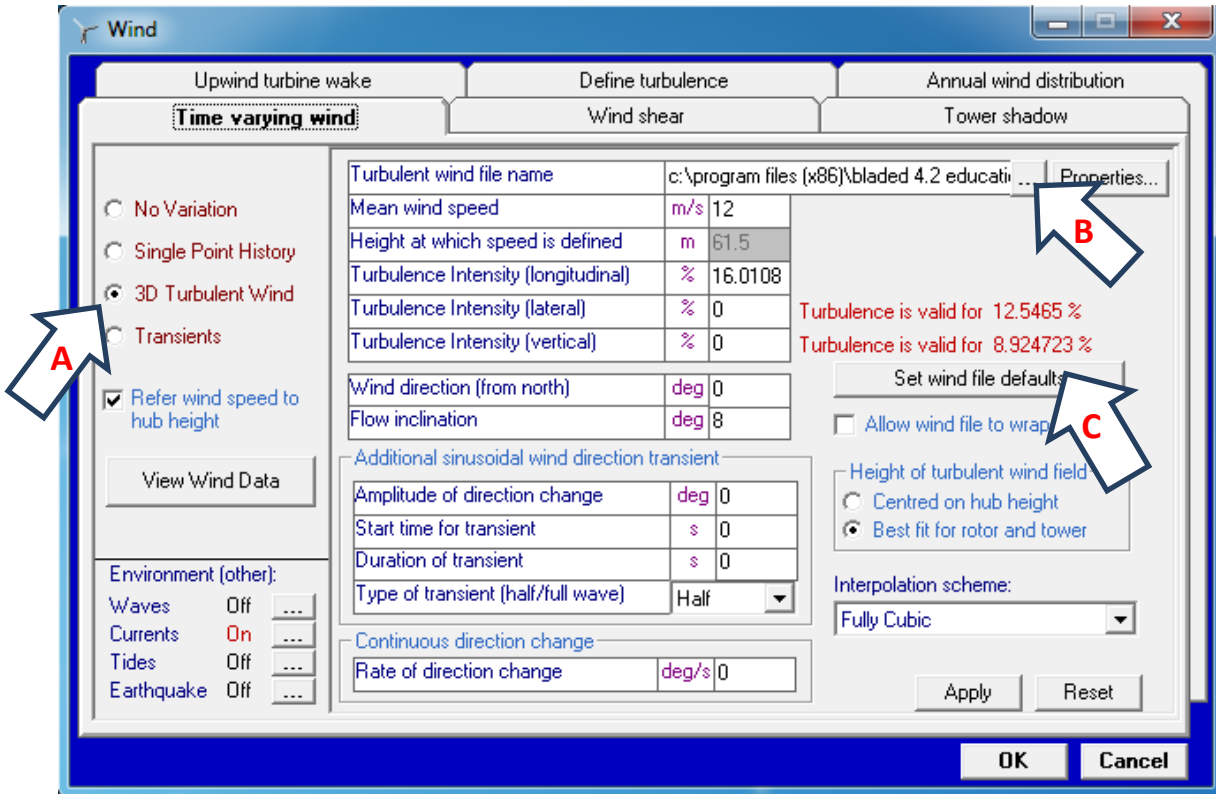 Wind
Upwind turbine wake
Define turbulence
Annual wind distribution
Time varying wind
Wind shear
Tower shadow
No Variation
Single Point History
3D Turbulent Wind
Transients
A
Refer wind speed to
hub height
View Wind Data
Environment (other):
Waves Off ...
Currents On ...
Tides Off ...
Earthquake Off ...
Turbulent wind file name c:\program files (x86)\bladed 4.2 educati ... Properties...
Mean wind speed m/s 12
Height at which speed is defined m 61.5
Turbulence Intensity (longitudinal) % 16.0108
Turbulence Intensity (lateral) % 0 Turbulence is valid for 12.5465 %
Turbulence Intensity (vertical) % 0 Turbulence is valid for 8.924723 %
B
Wind direction (from north) deg 0
Flow inclination deg 8
Set wind file defaults
Allow wind file to wrap
C
Additional sinusoidal wind direction transient
Amplitude of direction change deg 0
Start time for transient s 0
Duration of transient s 0
Type of transient (half/full wave) Half
Continuous direction change
Rate of direction change deg/s 0
Height of turbulent wind field
Centred on hub height
Best fit for rotor and tower
Interpolation scheme:
Fully Cubic
Apply Reset
OK Cancel